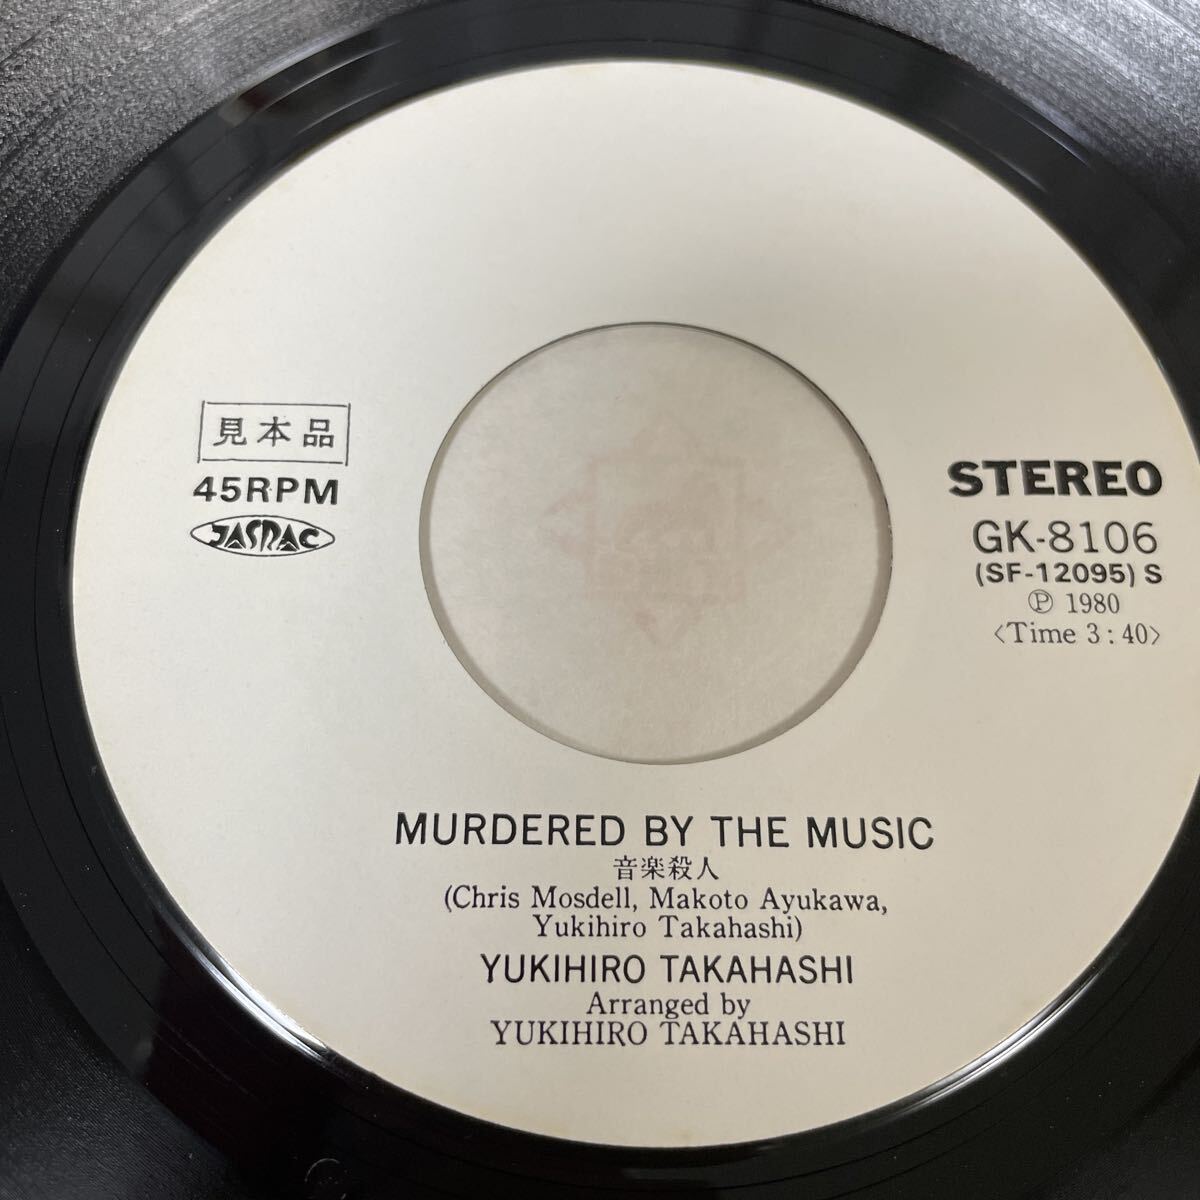 見本品
45RPM
JASRAC
STEREO
GK-8106
(SF-12095) S
Ⓟ 1980
〈Time 3:40〉
MURDERED BY THE MUSIC
音楽殺人
(Chris Mosdell, Makoto Ayukawa,
Yukihiro Takahashi)
YUKIHIRO TAKAHASHI
Arranged by
YUKIHIRO TAKAHASHI